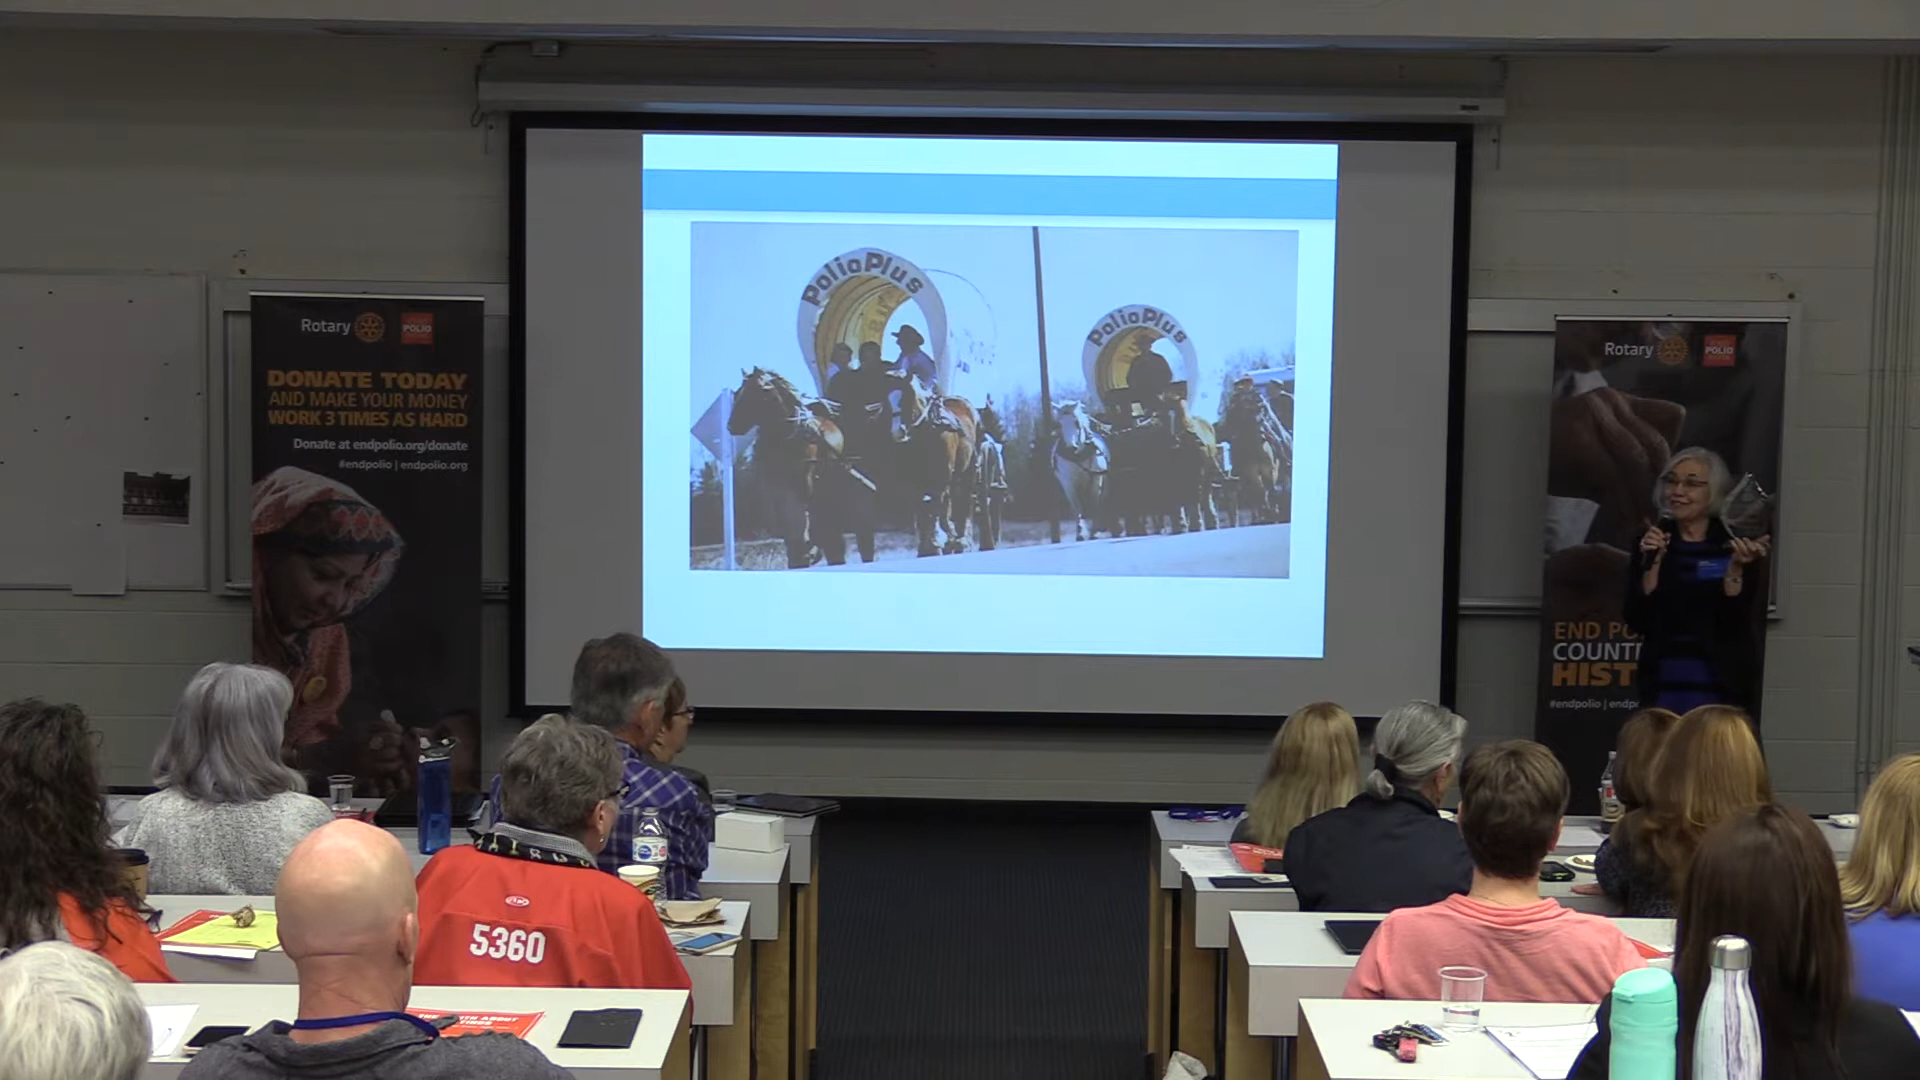 PolioPlus
PolioPlus
Rotary
POLIO
DONATE TODAY
AND MAKE YOUR MONEY
WORK 3 TIMES AS HARD
Donate at endpolio.org/donate
#endpolio | endpolio.org
Rotary
POLIO
END
COUNT
HIST
#endpolio |
5360